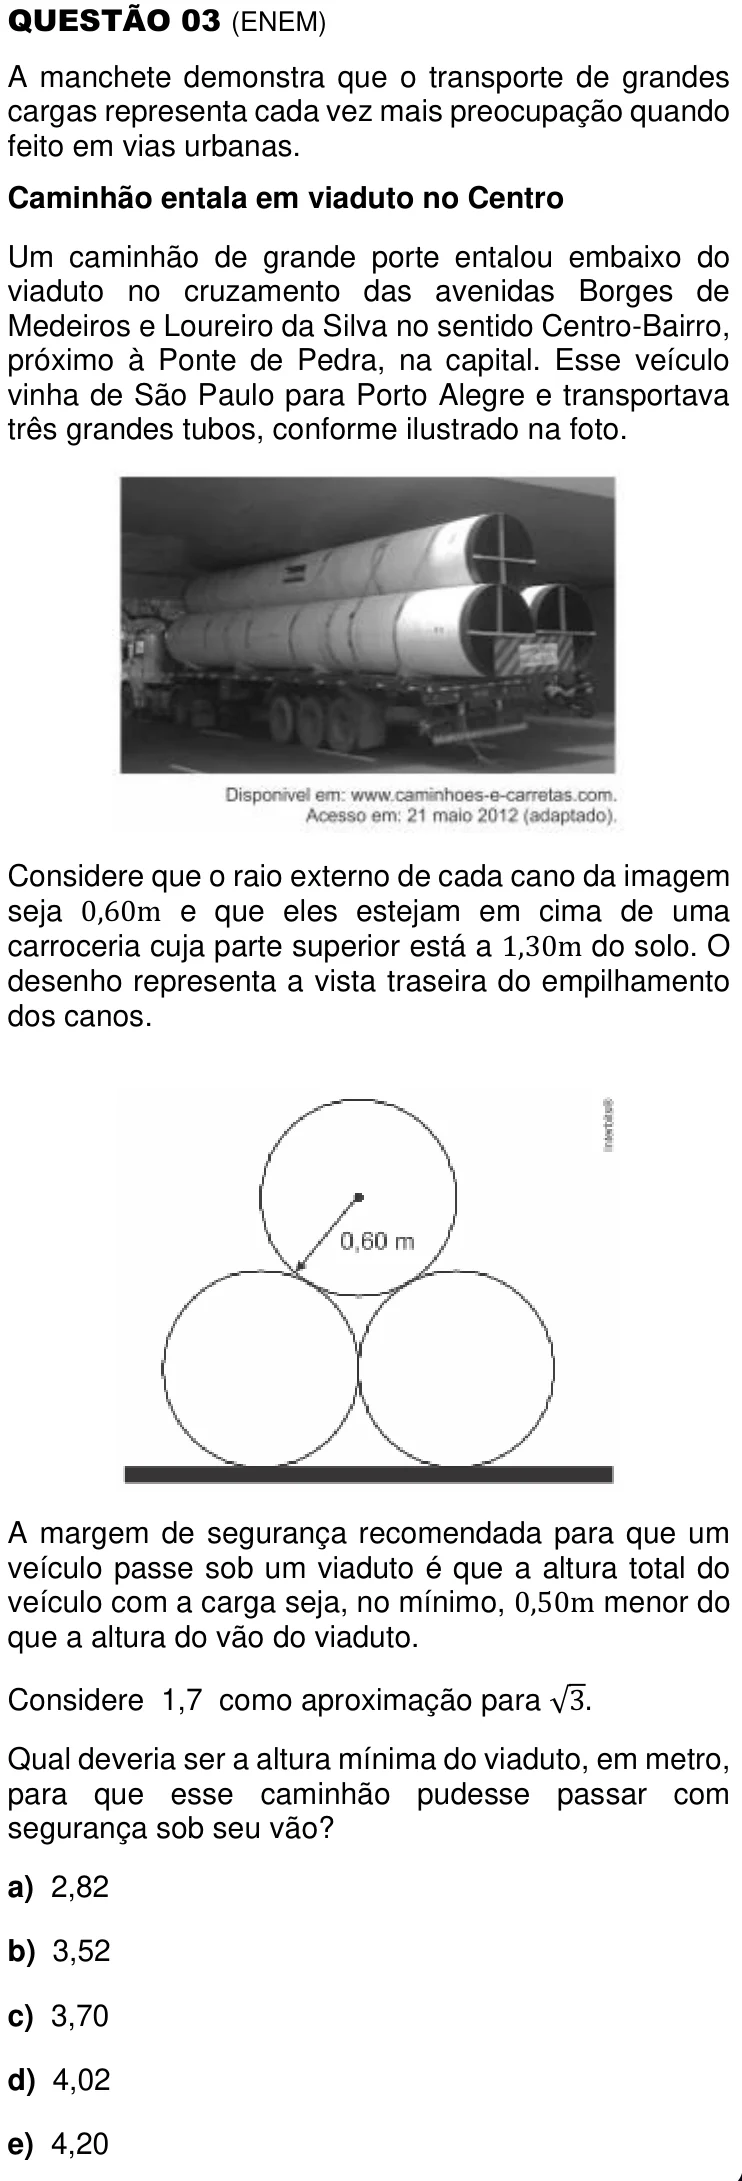 QUESTÃO 03 (ENEM)
A manchete demonstra que o transporte de grandes
cargas representa cada vez mais preocupação quando
feito em vias urbanas.
Caminhão entala em viaduto no Centro
Um caminhão de grande porte entalou embaixo do
viaduto no cruzamento das avenidas Borges de
Medeiros e Loureiro da Silva no sentido Centro-Bairro,
próximo à Ponte de Pedra, na capital. Esse veículo
vinha de São Paulo para Porto Alegre e transportava
três grandes tubos, conforme ilustrado na foto.
Disponível em: www.caminhoes-e-carretas.com.
Acesso em: 21 maio 2012 (adaptado).
Considere que o raio externo de cada cano da imagem
seja 0,60m e que eles estejam em cima de uma
carroceria cuja parte superior está a 1,30m do solo. O
desenho representa a vista traseira do empilhamento
dos canos.
Interbits®
0,60 m
A margem de segurança recomendada para que um
veículo passe sob um viaduto é que a altura total do
veículo com a carga seja, no mínimo, 0,50m menor do
que a altura do vão do viaduto.
Considere 1,7 como aproximação para √3.
Qual deveria ser a altura mínima do viaduto, em metro,
para que esse caminhão pudesse passar com
segurança sob seu vão?
a) 2,82
b) 3,52
c) 3,70
d) 4,02
e) 4,20